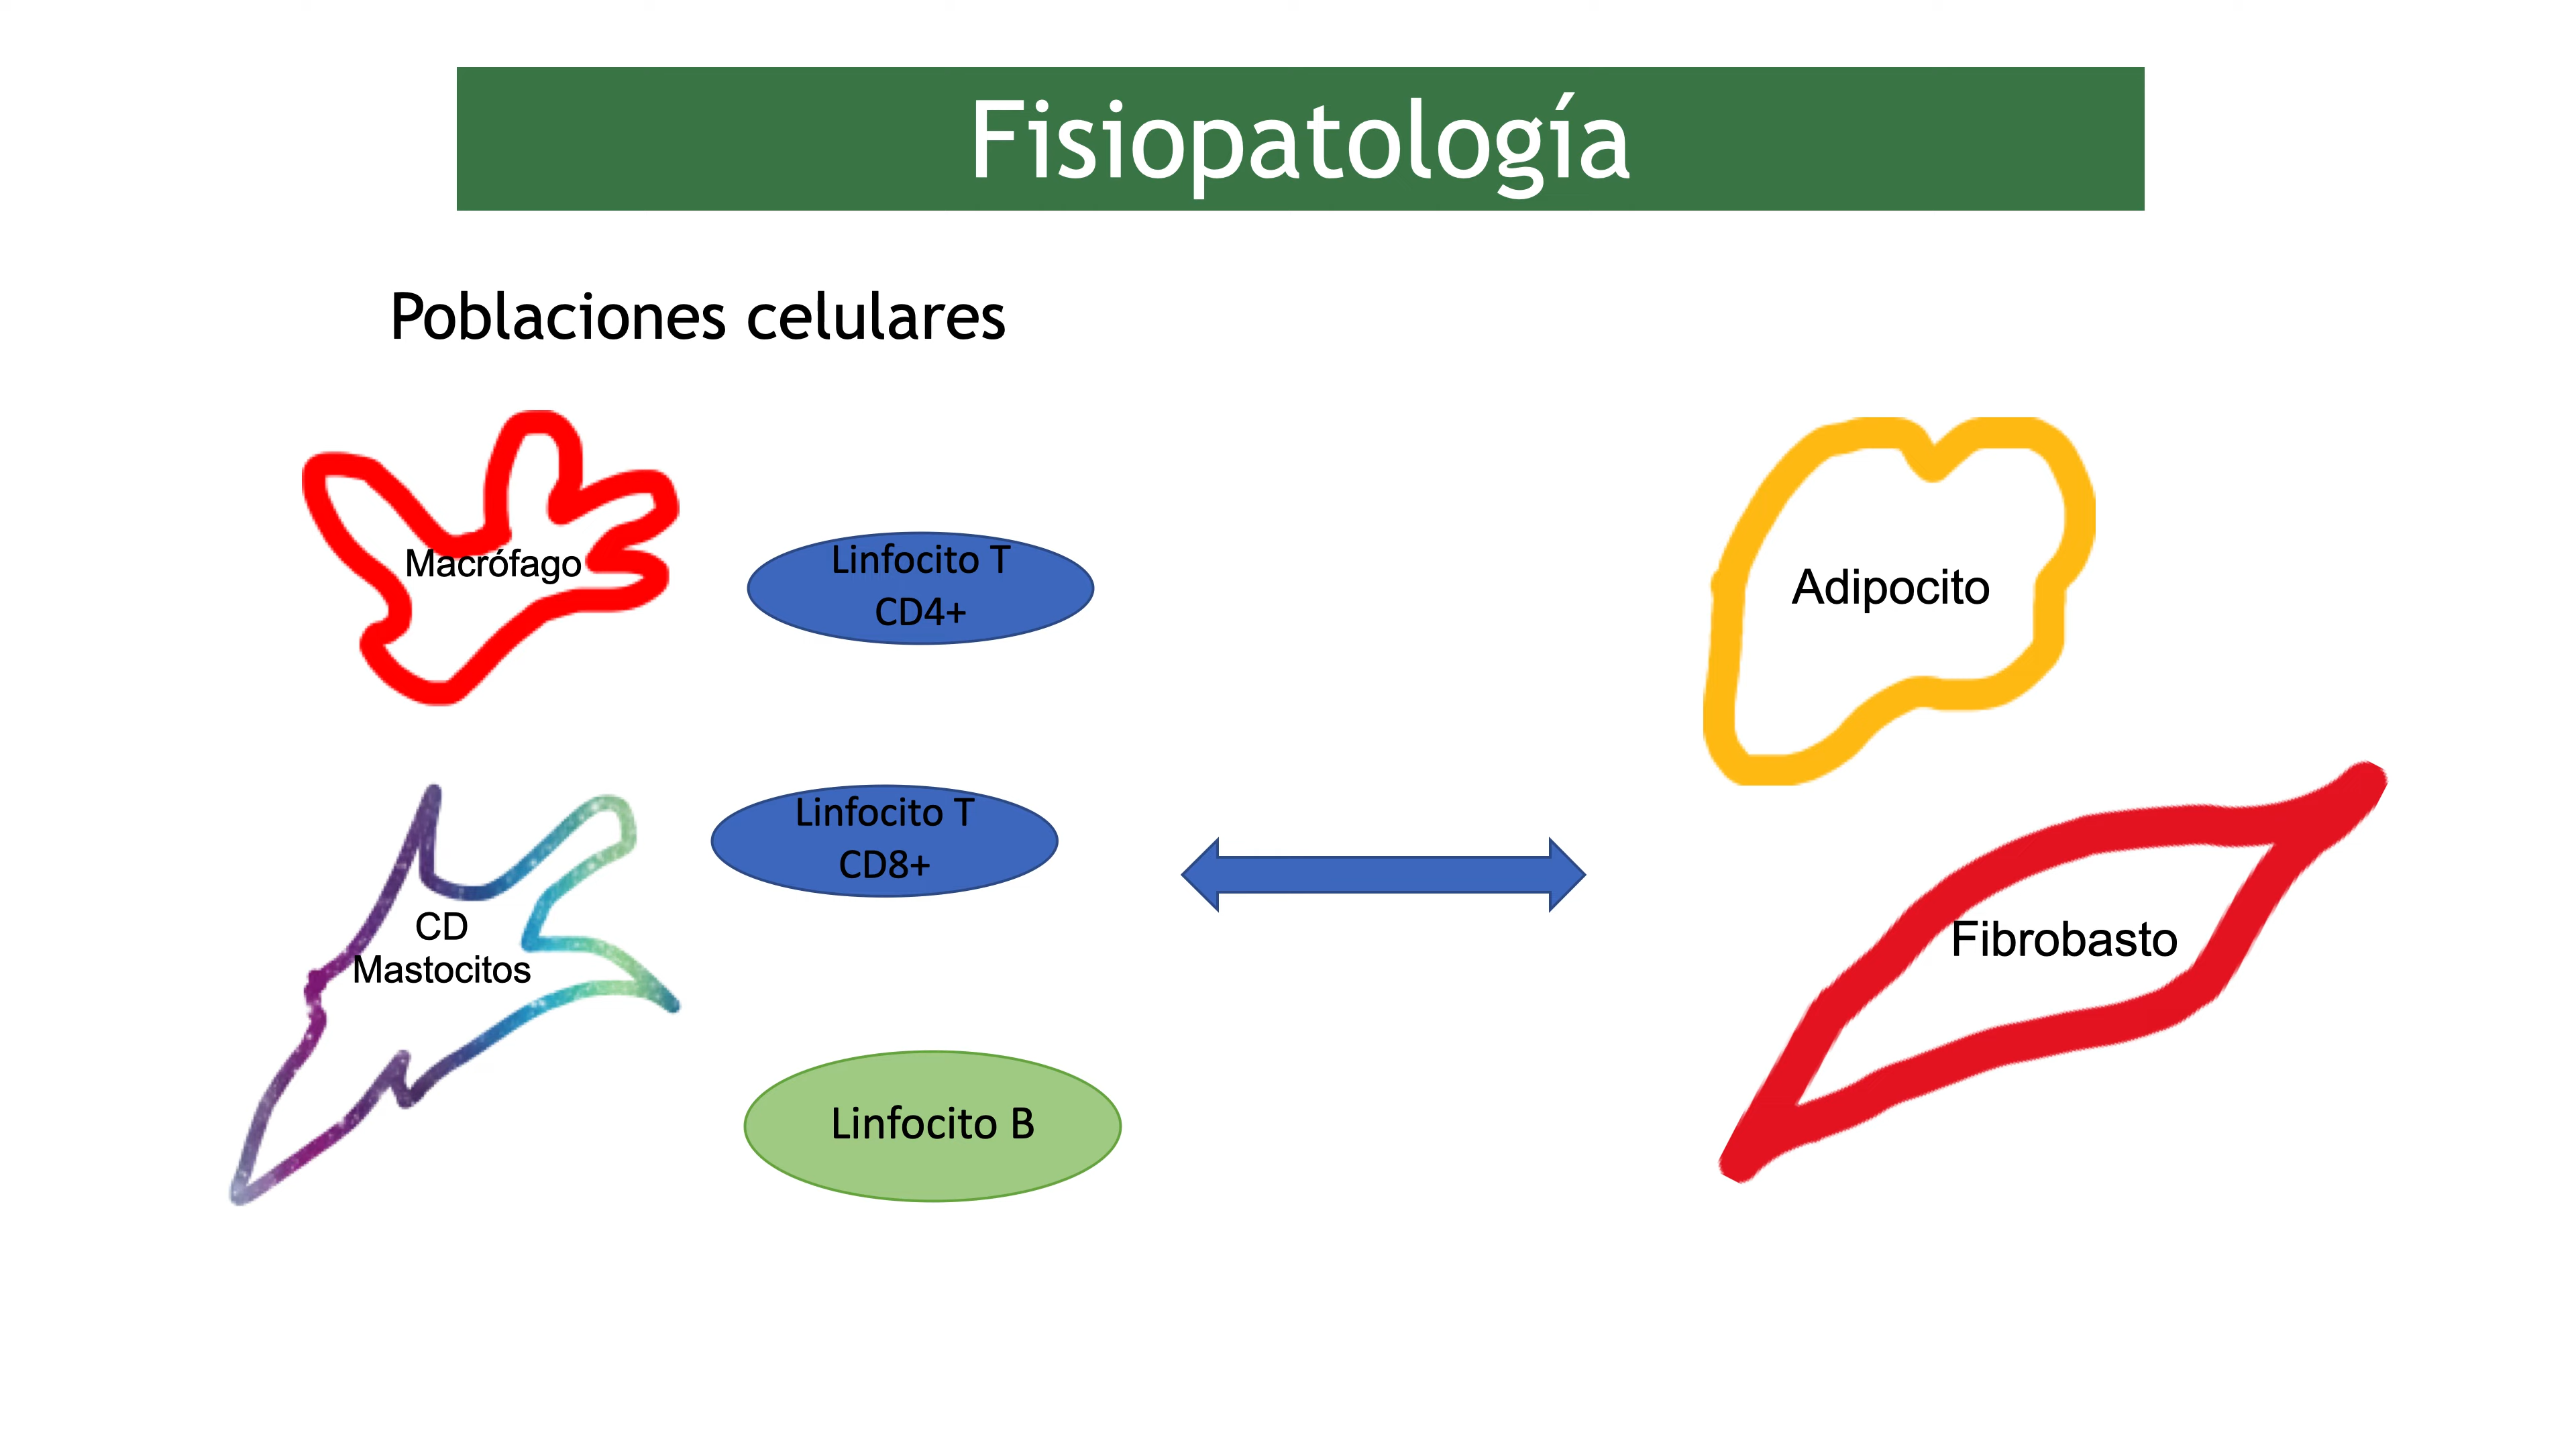 Fisiopatología
Poblaciones celulares
Macrófago
Linfocito T
CD4+
Adipocito
Linfocito T
CD8+
CD
Mastocitos
Fibrobasto
Linfocito B